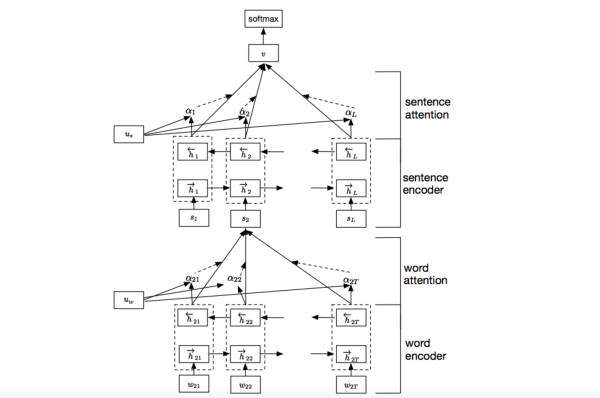 softmax
v
α1 α2 αL
sentence
attention
us
←h1 ←h2 ←hL
sentence
encoder
→h1 →h2 →hL
s1 s2 sL
word
attention
α21 α22 α2T
uw
←h21 ←h22 ←h2T
word
encoder
→h21 →h22 →h2T
w21 w22 w2T